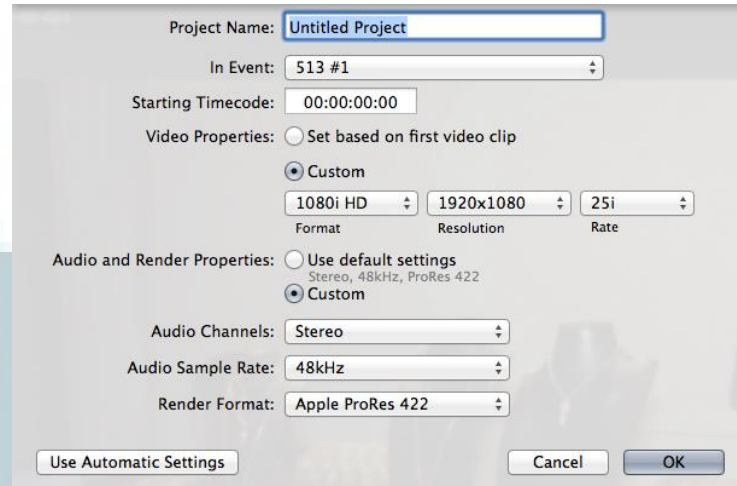 Project Name: Untitled Project
In Event: 513 #1
Starting Timecode: 00:00:00:00
Video Properties: Set based on first video clip
Custom
1080i HD 1920x1080 25i
Format Resolution Rate
Audio and Render Properties: Use default settings
Stereo, 48kHz, ProRes 422
Custom
Audio Channels: Stereo
Audio Sample Rate: 48kHz
Render Format: Apple ProRes 422
Use Automatic Settings Cancel OK